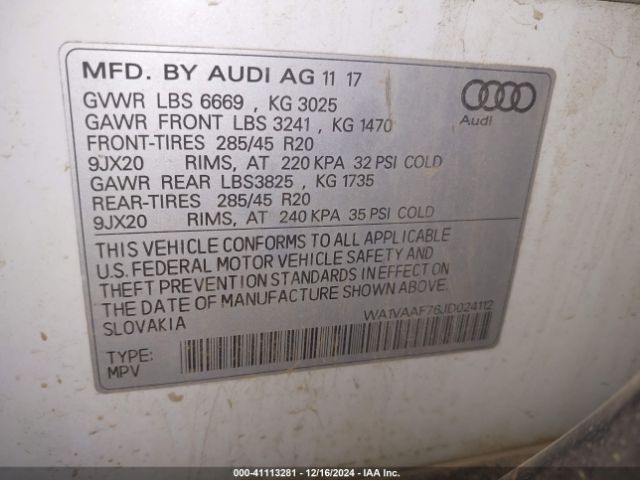 MFD. BY AUDI AG 11 17
GVWR LBS 6669 , KG 3025
GAWR FRONT LBS 3241 , KG 1470
FRONT-TIRES 285/45 R20
9JX20 RIMS, AT 220 KPA 32 PSI COLD
GAWR REAR LBS3825 , KG 1735
REAR-TIRES 285/45 R20
9JX20 RIMS, AT 240 KPA 35 PSI COLD
Audi
THIS VEHICLE CONFORMS TO ALL APPLICABLE
U.S. FEDERAL MOTOR VEHICLE SAFETY AND
THEFT PREVENTION STANDARDS IN EFFECT ON
THE DATE OF MANUFACTURE SHOWN ABOVE.
SLOVAKIA
WA1VAAF76JD024112
TYPE:
MPV
000-41113281 - 12/16/2024 - IAA Inc.